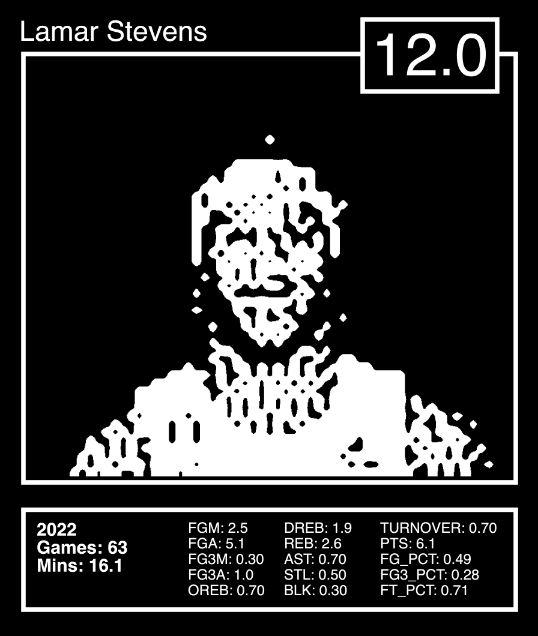 Lamar Stevens
12.0
2022
Games: 63
Mins: 16.1
FGM: 2.5
FGA: 5.1
FG3M: 0.30
FG3A: 1.0
OREB: 0.70
DREB: 1.9
REB: 2.6
AST: 0.70
STL: 0.50
BLK: 0.30
TURNOVER: 0.70
PTS: 6.1
FG_PCT: 0.49
FG3_PCT: 0.28
FT_PCT: 0.71